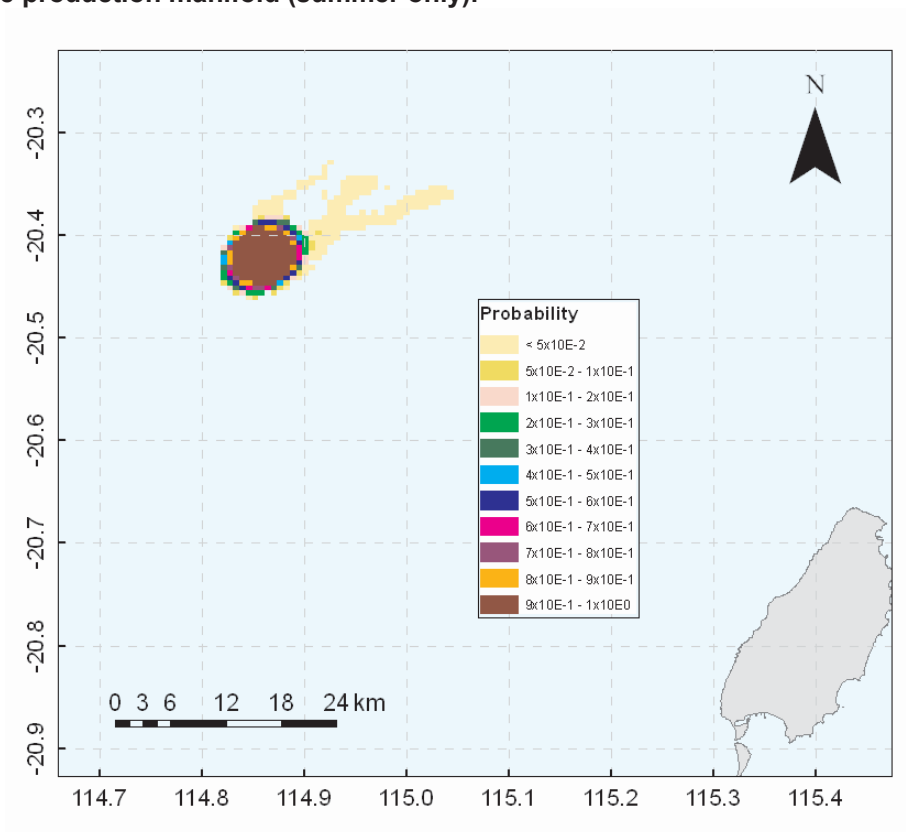 production manifold (summer only).
N
-20.3
-20.4
-20.5
-20.6
-20.7
-20.8
-20.9
Probability
< 5x10E-2
5x10E-2 - 1x10E-1
1x10E-1 - 2x10E-1
2x10E-1 - 3x10E-1
3x10E-1 - 4x10E-1
4x10E-1 - 5x10E-1
5x10E-1 - 6x10E-1
6x10E-1 - 7x10E-1
7x10E-1 - 8x10E-1
8x10E-1 - 9x10E-1
9x10E-1 - 1x10E0
0 3 6 12 18 24 km
114.7 114.8 114.9 115.0 115.1 115.2 115.3 115.4